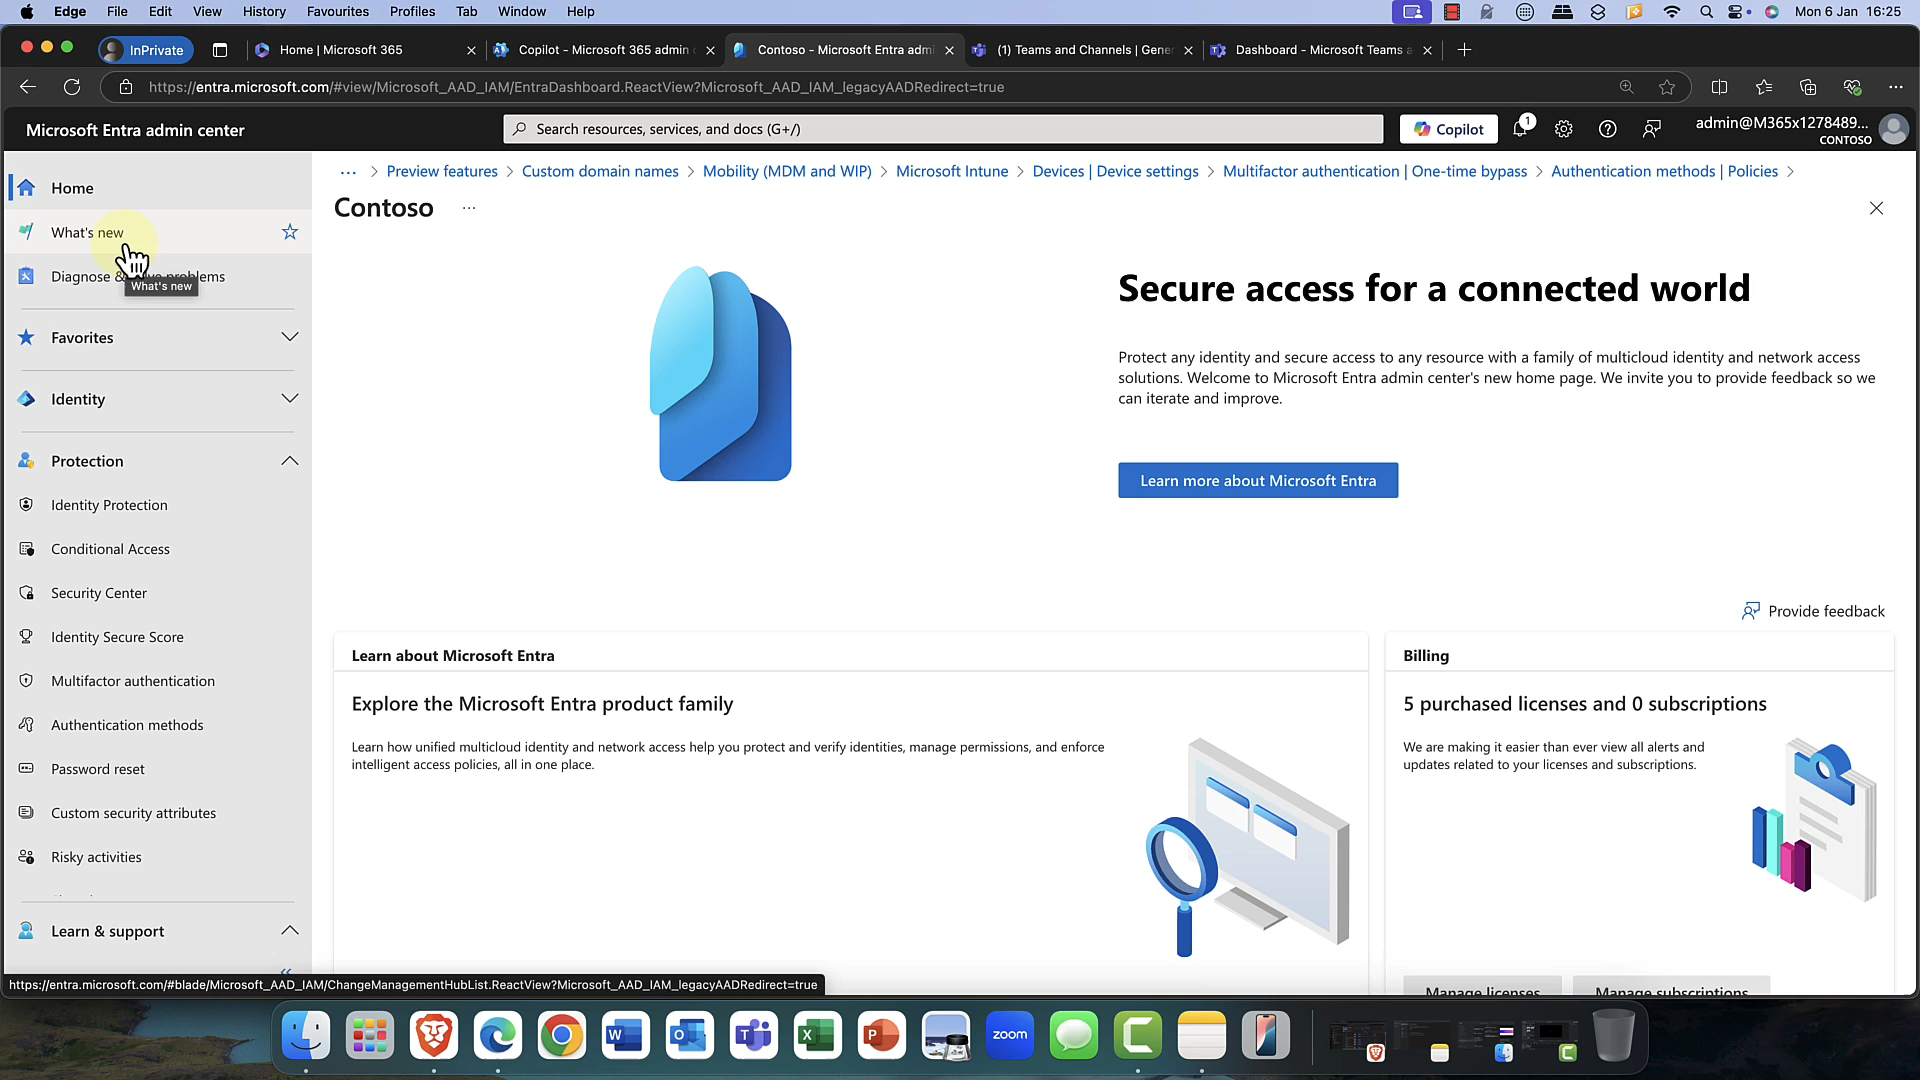 Edge File Edit View History Favourites Profiles Tab Window Help Mon 6 Jan 16:25
InPrivate Home | Microsoft 365 Copilot - Microsoft 365 admin Contoso - Microsoft Entra admi (1) Teams and Channels | Gene Dashboard - Microsoft Teams a
https://entra.microsoft.com/#view/Microsoft_AAD_IAM/EntraDashboard.ReactView?Microsoft_AAD_IAM_legacyAADRedirect=true
Microsoft Entra admin center
Search resources, services, and docs (G+/)
Copilot
1
admin@M365x1278489...
CONTOSO
Home
What's new
Diagnose & problems
What's new
Favorites
Identity
Protection
Identity Protection
Conditional Access
Security Center
Identity Secure Score
Multifactor authentication
Authentication methods
Password reset
Custom security attributes
Risky activities
Learn & support
... > Preview features > Custom domain names > Mobility (MDM and WIP) > Microsoft Intune > Devices | Device settings > Multifactor authentication | One-time bypass > Authentication methods | Policies >
Contoso ...
Secure access for a connected world
Protect any identity and secure access to any resource with a family of multicloud identity and network access
solutions. Welcome to Microsoft Entra admin center's new home page. We invite you to provide feedback so we
can iterate and improve.
Learn more about Microsoft Entra
Provide feedback
Learn about Microsoft Entra
Explore the Microsoft Entra product family
Learn how unified multicloud identity and network access help you protect and verify identities, manage permissions, and enforce
intelligent access policies, all in one place.
Billing
5 purchased licenses and 0 subscriptions
We are making it easier than ever view all alerts and
updates related to your licenses and subscriptions.
Manage licenses
Manage subscriptions
https://entra.microsoft.com/#blade/Microsoft_AAD_IAM/ChangeManagementHubList.ReactView?Microsoft_AAD_IAM_legacyAADRedirect=true
zoom